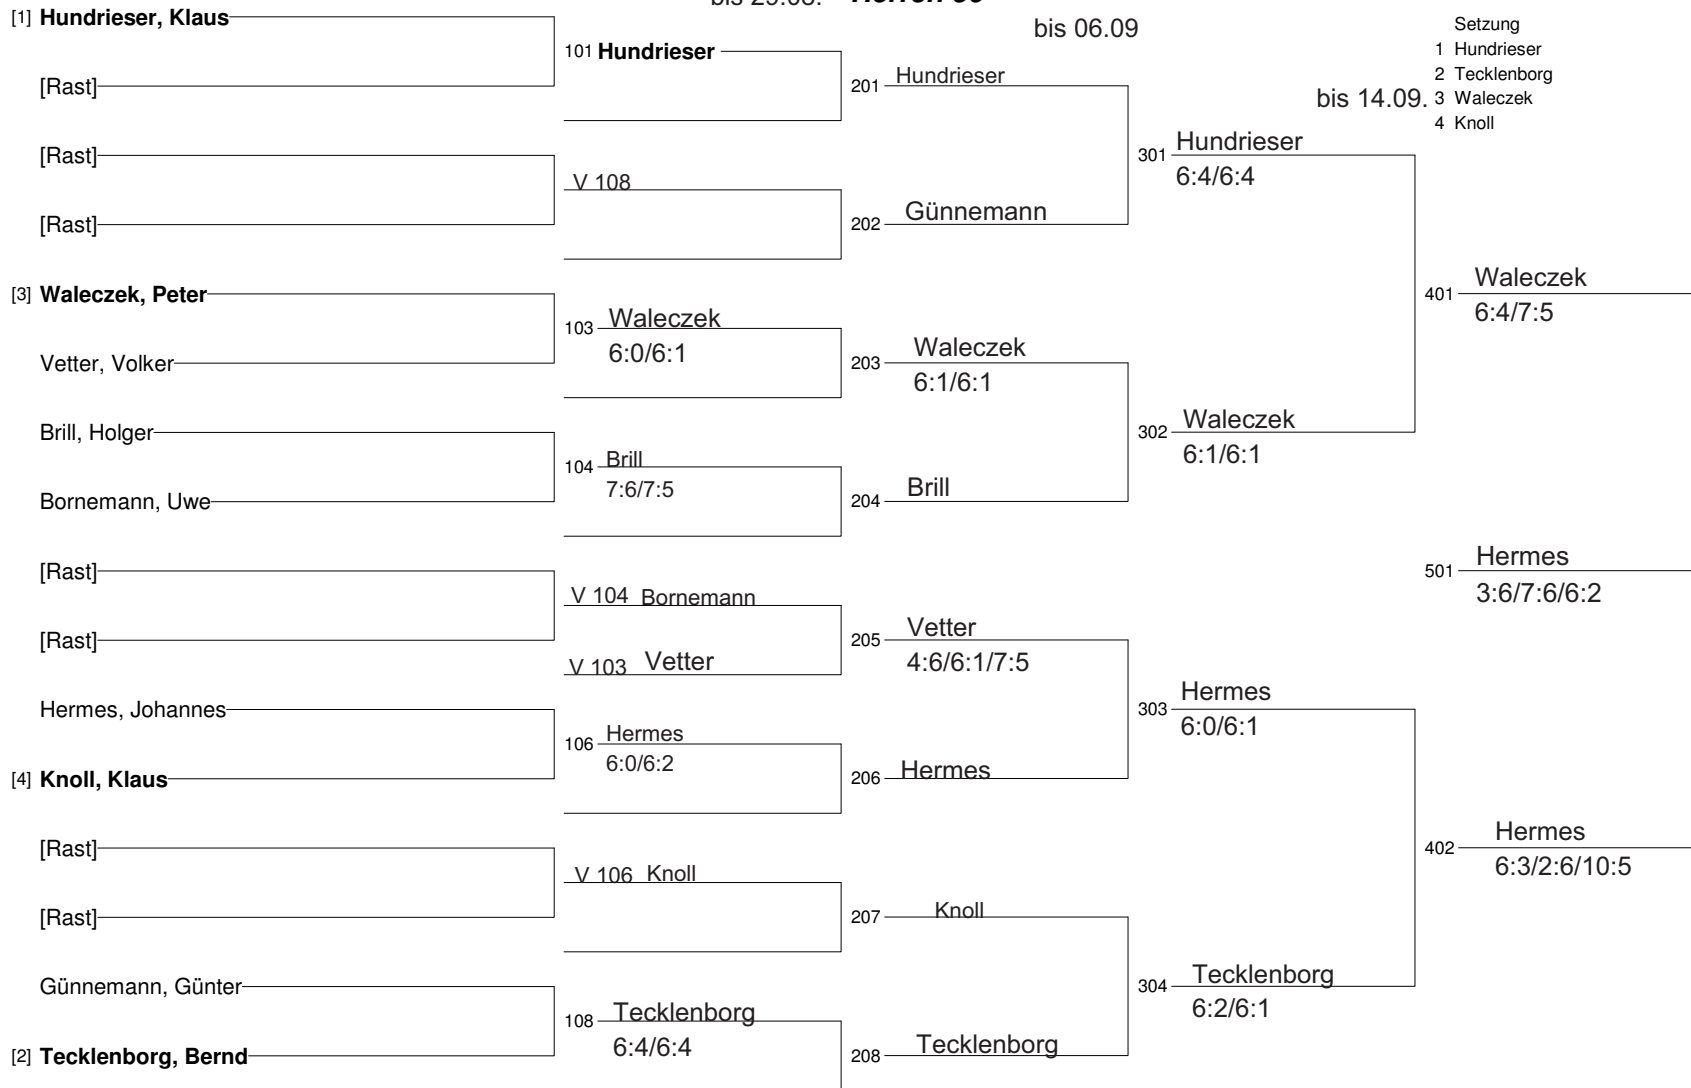 bis 29.08. Herren 50
[1] Hundrieser, Klaus
bis 06.09
Setzung
1 Hundrieser
2 Tecklenborg
bis 14.09. 3 Waleczek
4 Knoll
101 Hundrieser
[Rast]
201 Hundrieser
[Rast]
301 Hundrieser
6:4/6:4
V 108
[Rast]
202 Günnemann
[3] Waleczek, Peter
401 Waleczek
6:4/7:5
103 Waleczek
6:0/6:1
Vetter, Volker
203 Waleczek
6:1/6:1
Brill, Holger
302 Waleczek
6:1/6:1
104 Brill
7:6/7:5
Bornemann, Uwe
204 Brill
[Rast]
501 Hermes
3:6/7:6/6:2
V 104 Bornemann
[Rast]
205 Vetter
4:6/6:1/7:5
V 103 Vetter
Hermes, Johannes
303 Hermes
6:0/6:1
106 Hermes
6:0/6:2
[4] Knoll, Klaus
206 Hermes
[Rast]
402 Hermes
6:3/2:6/10:5
V 106 Knoll
[Rast]
207 Knoll
Günnemann, Günter
304 Tecklenborg
6:2/6:1
108 Tecklenborg
6:4/6:4
[2] Tecklenborg, Bernd
208 Tecklenborg